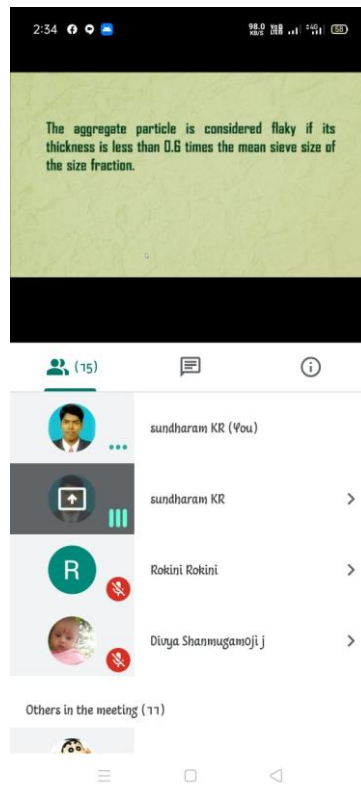 2:34
98.0 KB/S
4G
50
The aggregate particle is considered flaky if its
thickness is less than 0.6 times the mean sieve size of
the size fraction.
(15)
sundharam KR (You)
sundharam KR
R
Rokini Rokini
Divya Shanmugamoji j
Others in the meeting (11)